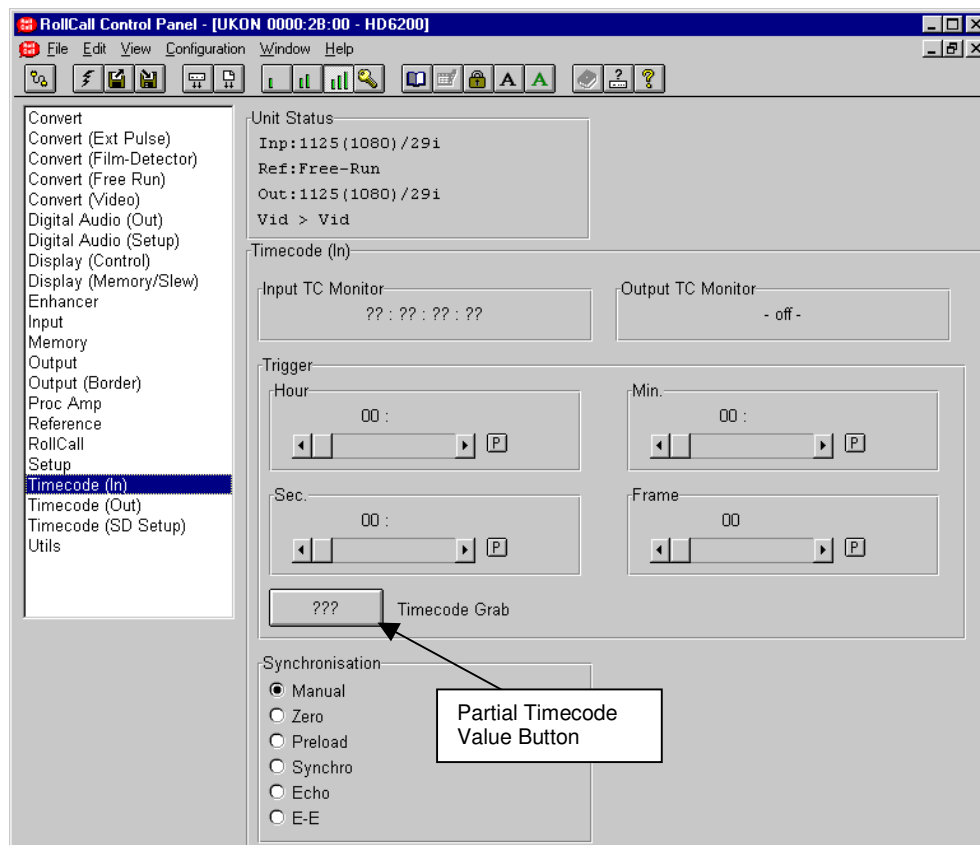 RollCall Control Panel - [UKON 0000:2B:00 - HD6200]
File Edit View Configuration Window Help
Convert
Convert (Ext Pulse)
Convert (Film-Detector)
Convert (Free Run)
Convert (Video)
Digital Audio (Out)
Digital Audio (Setup)
Display (Control)
Display (Memory/Slew)
Enhancer
Input
Memory
Output
Output (Border)
Proc Amp
Reference
RollCall
Setup
Timecode (In)
Timecode (Out)
Timecode (SD Setup)
Utils
Unit Status
Inp:1125(1080)/29i
Ref:Free-Run
Out:1125(1080)/29i
Vid > Vid
Timecode (In)
Input TC Monitor
?? : ?? : ?? : ??
Output TC Monitor
- off -
Trigger
Hour
00 :
P
Min.
00 :
P
Sec.
00 :
P
Frame
00
P
??? Timecode Grab
Synchronisation
Manual
Zero
Preload
Synchro
Echo
E-E
Partial Timecode
Value Button